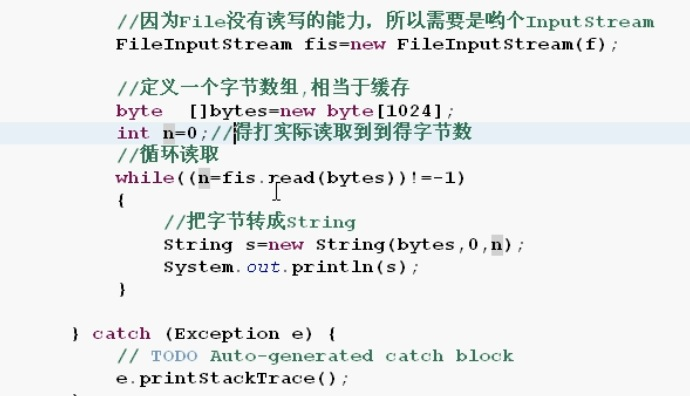 //因为File没有读写的能力，所以需要是哟个InputStream
FileInputStream fis=new FileInputStream(f);
//定义一个字节数组,相当于缓存
byte  []bytes=new byte[1024];
int n=0;//得打实际读取到到得字节数
//循环读取
while((n=fis.read(bytes))!=-1)
{
//把字节转成String
String s=new String(bytes,0,n);
System.out.println(s);
}
} catch (Exception e) {
// TODO Auto-generated catch block
e.printStackTrace();